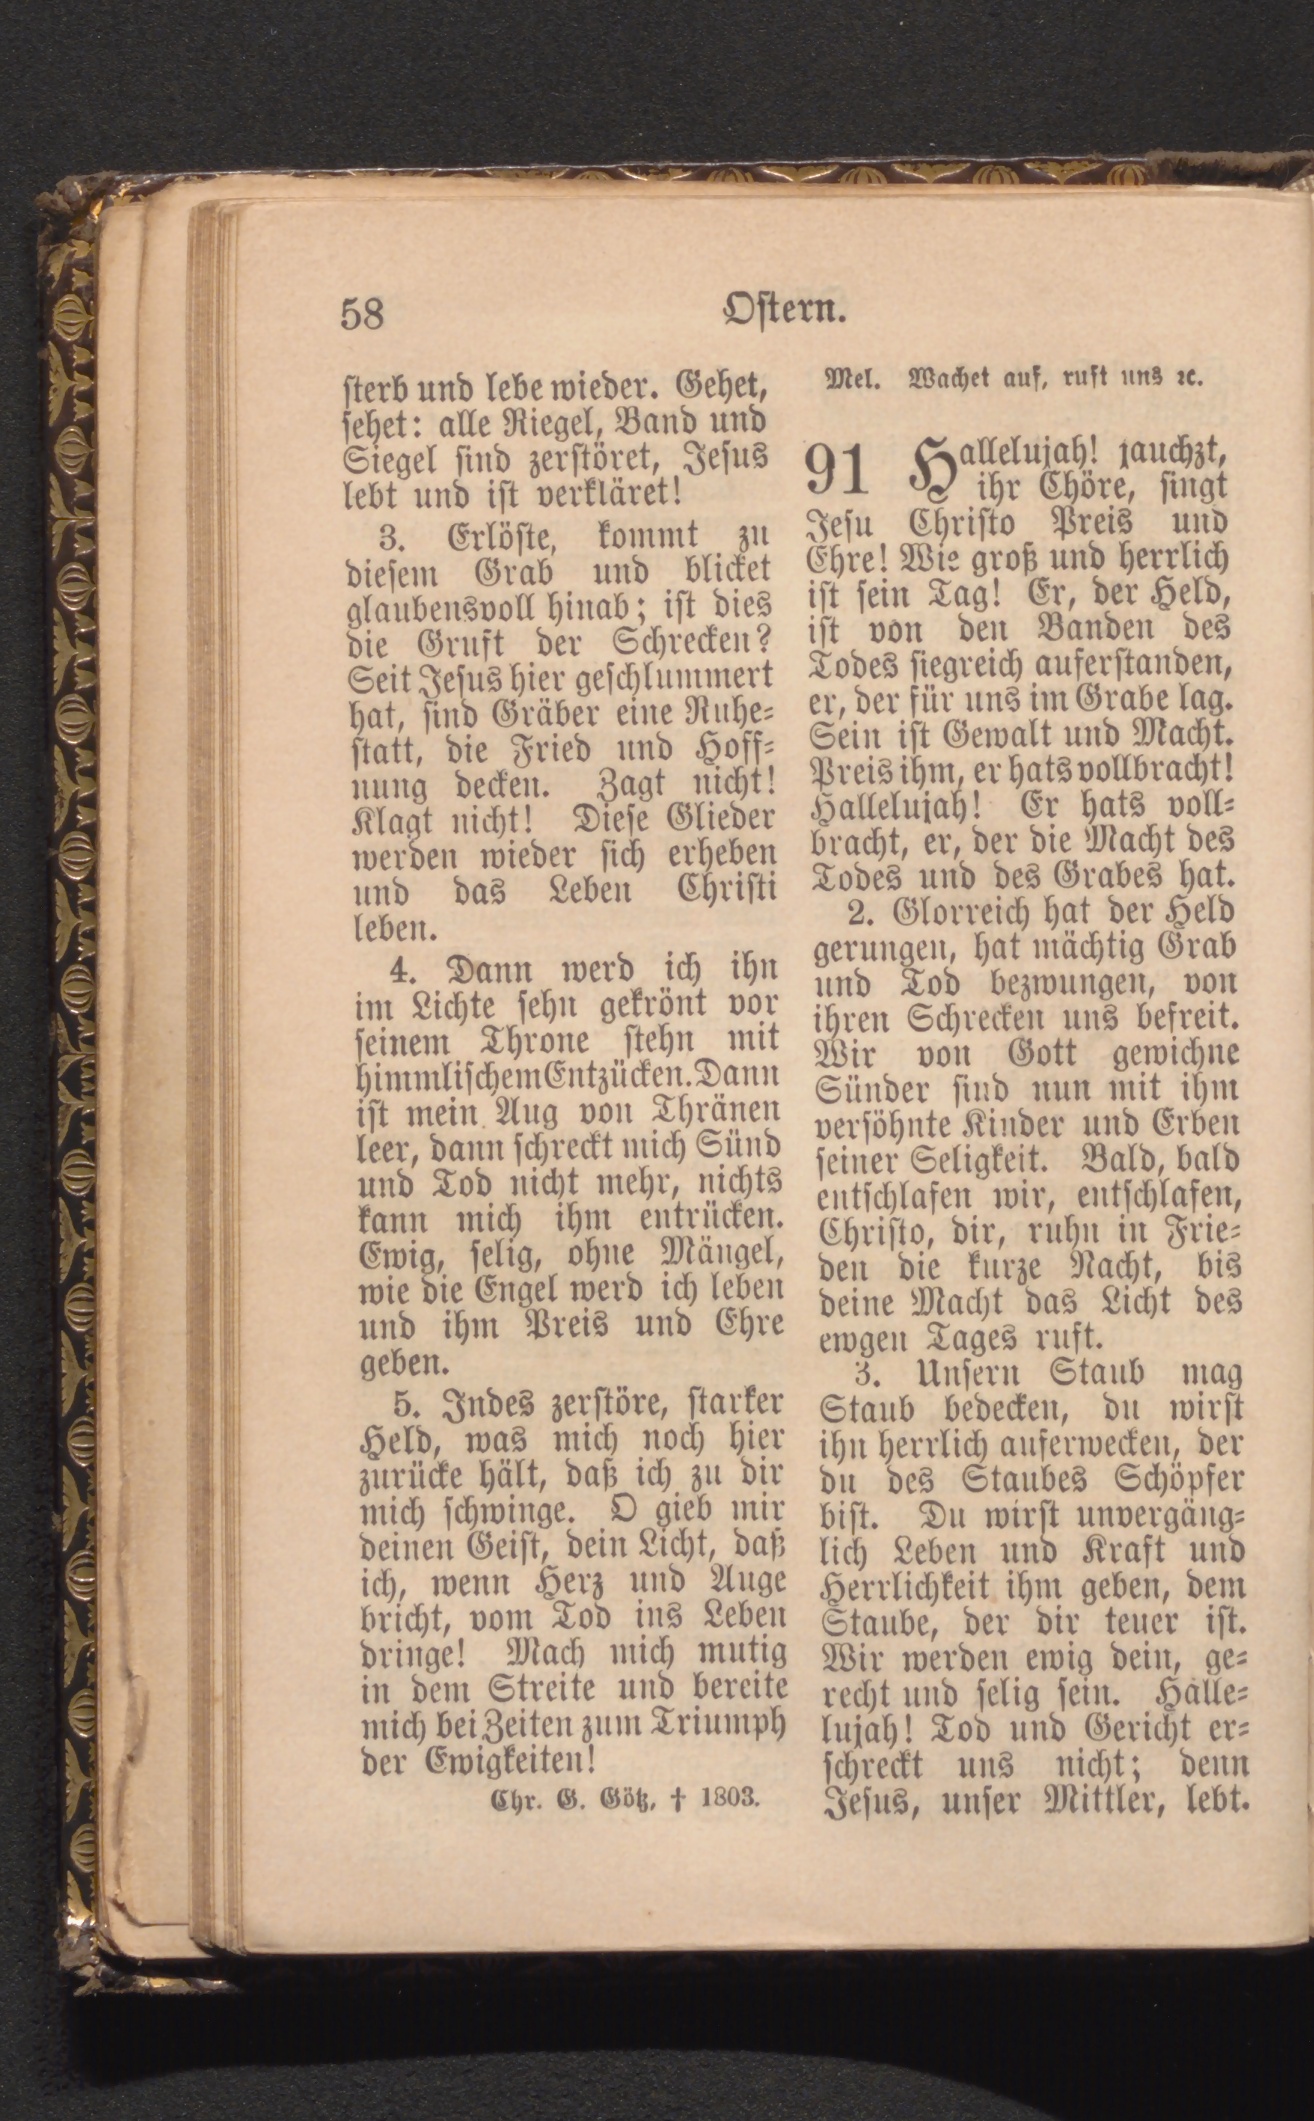 58
Ostern.
sterb und lebe wieder. Gehet,
sehet: alle Riegel, Band und
Siegel sind zerstöret, Jesus
lebt und ist verkläret!
3. Erlöste, kommt zu
diesem Grab und blicket
glaubensvoll hinab; ist dies
die Gruft der Schrecken?
Seit Jesus hier geschlummert
hat, sind Gräber eine Ruhe-
statt, die Fried und Hoff-
nung decken. Zagt nicht!
Klagt nicht! Diese Glieder
werden wieder sich erheben
und das Leben Christi
leben.
4. Dann werd ich ihn
im Lichte sehn gekrönt vor
seinem Throne stehn mit
himmlischem Entzücken. Dann
ist mein Aug von Thränen
leer, dann schreckt mich Sünd
und Tod nicht mehr, nichts
kann mich ihm entrücken.
Ewig, selig, ohne Mängel,
wie die Engel werd ich leben
und ihm Preis und Ehre
geben.
5. Indes zerstöre, starker
Held, was mich noch hier
zurücke hält, daß ich zu dir
mich schwinge. O gieb mir
deinen Geist, dein Licht, daß
ich, wenn Herz und Auge
bricht, vom Tod ins Leben
dringe! Mach mich mutig
in dem Streite und bereite
mich bei Zeiten zum Triumph
der Ewigkeiten!
Chr. G. Götz, † 1803.
Mel. Wachet auf, ruft uns ꝛc.
91 Hallelujah! jauchzt,
ihr Chöre, singt
Jesu Christo Preis und
Ehre! Wie groß und herrlich
ist sein Tag! Er, der Held,
ist von den Banden des
Todes siegreich auferstanden,
er, der für uns im Grabe lag.
Sein ist Gewalt und Macht.
Preis ihm, er hats vollbracht!
Hallelujah! Er hats voll-
bracht, er, der die Macht des
Todes und des Grabes hat.
2. Glorreich hat der Held
gerungen, hat mächtig Grab
und Tod bezwungen, von
ihren Schrecken uns befreit.
Wir von Gott gewichne
Sünder sind nun mit ihm
versöhnte Kinder und Erben
seiner Seligkeit. Bald, bald
entschlafen wir, entschlafen,
Christo, dir, ruhn in Frie-
den die kurze Nacht, bis
deine Macht das Licht des
ewgen Tages ruft.
3. Unsern Staub mag
Staub bedecken, du wirst
ihn herrlich auferwecken, der
du des Staubes Schöpfer
bist. Du wirst unvergäng-
lich Leben und Kraft und
Herrlichkeit ihm geben, dem
Staube, der dir teuer ist.
Wir werden ewig dein, ge-
recht und selig sein. Halle-
lujah! Tod und Gericht er-
schreckt uns nicht; denn
Jesus, unser Mittler, lebt.